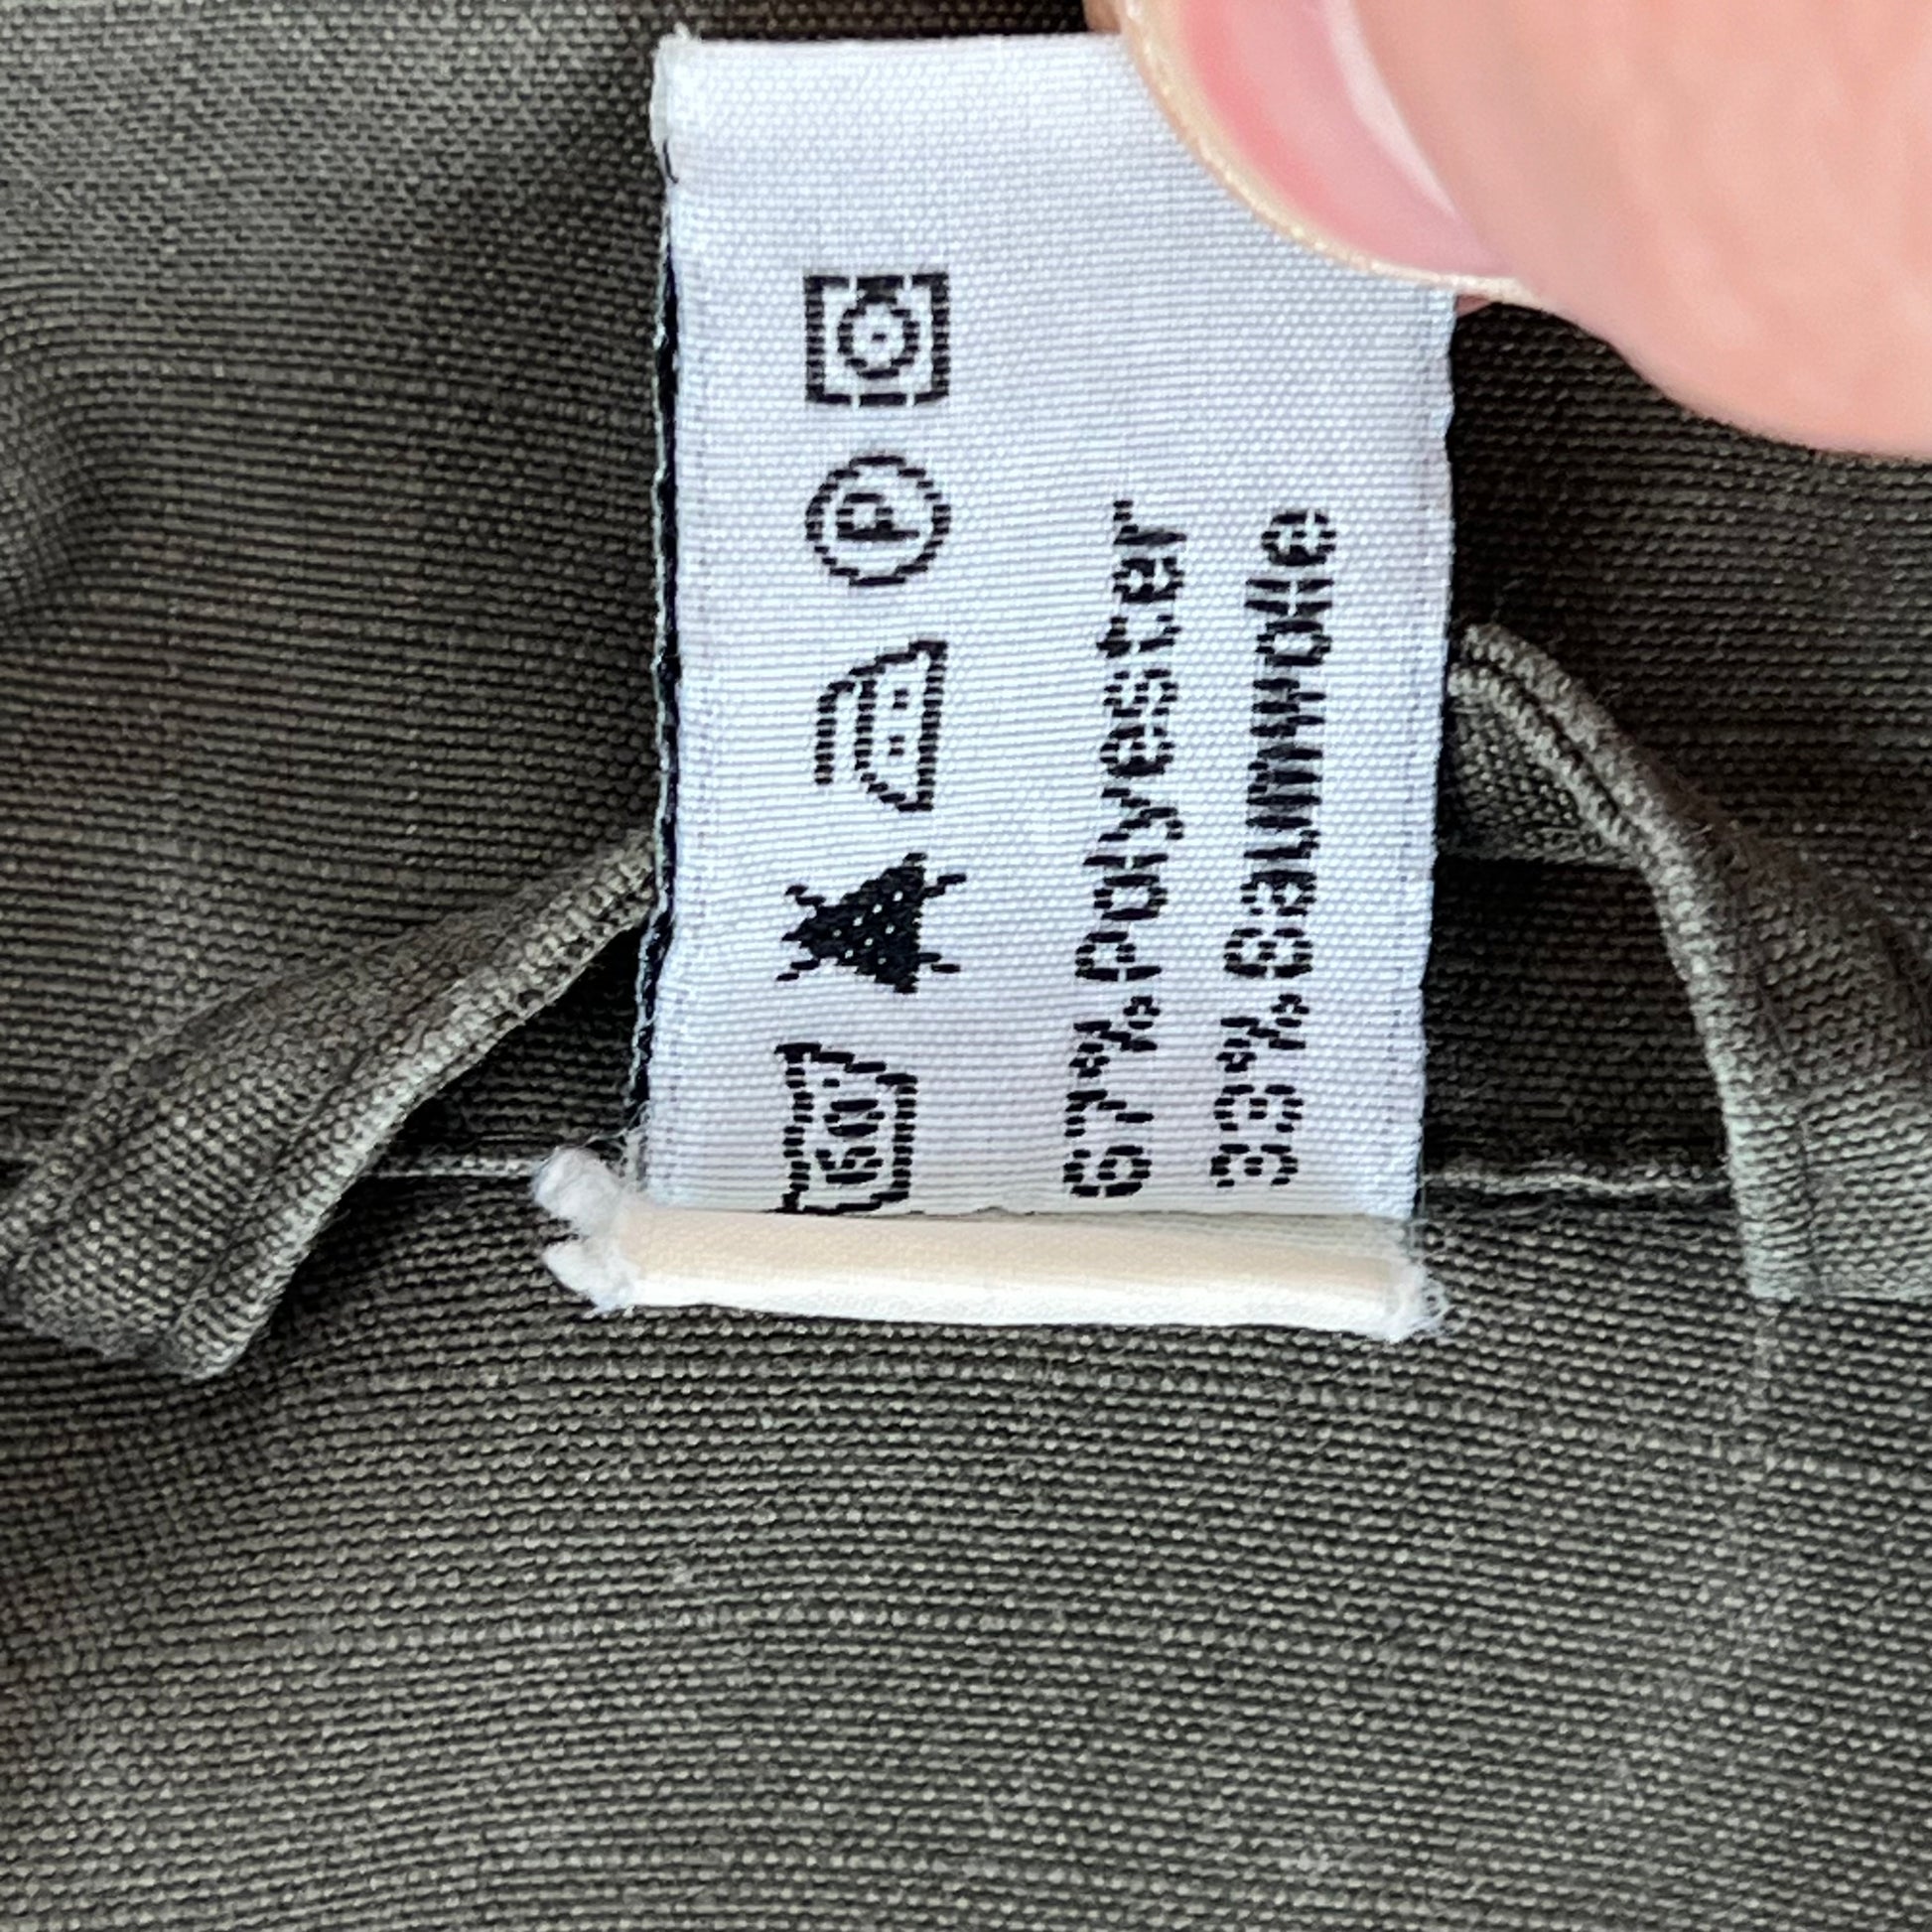 60 P
67% Polyester
33% Baumwolle